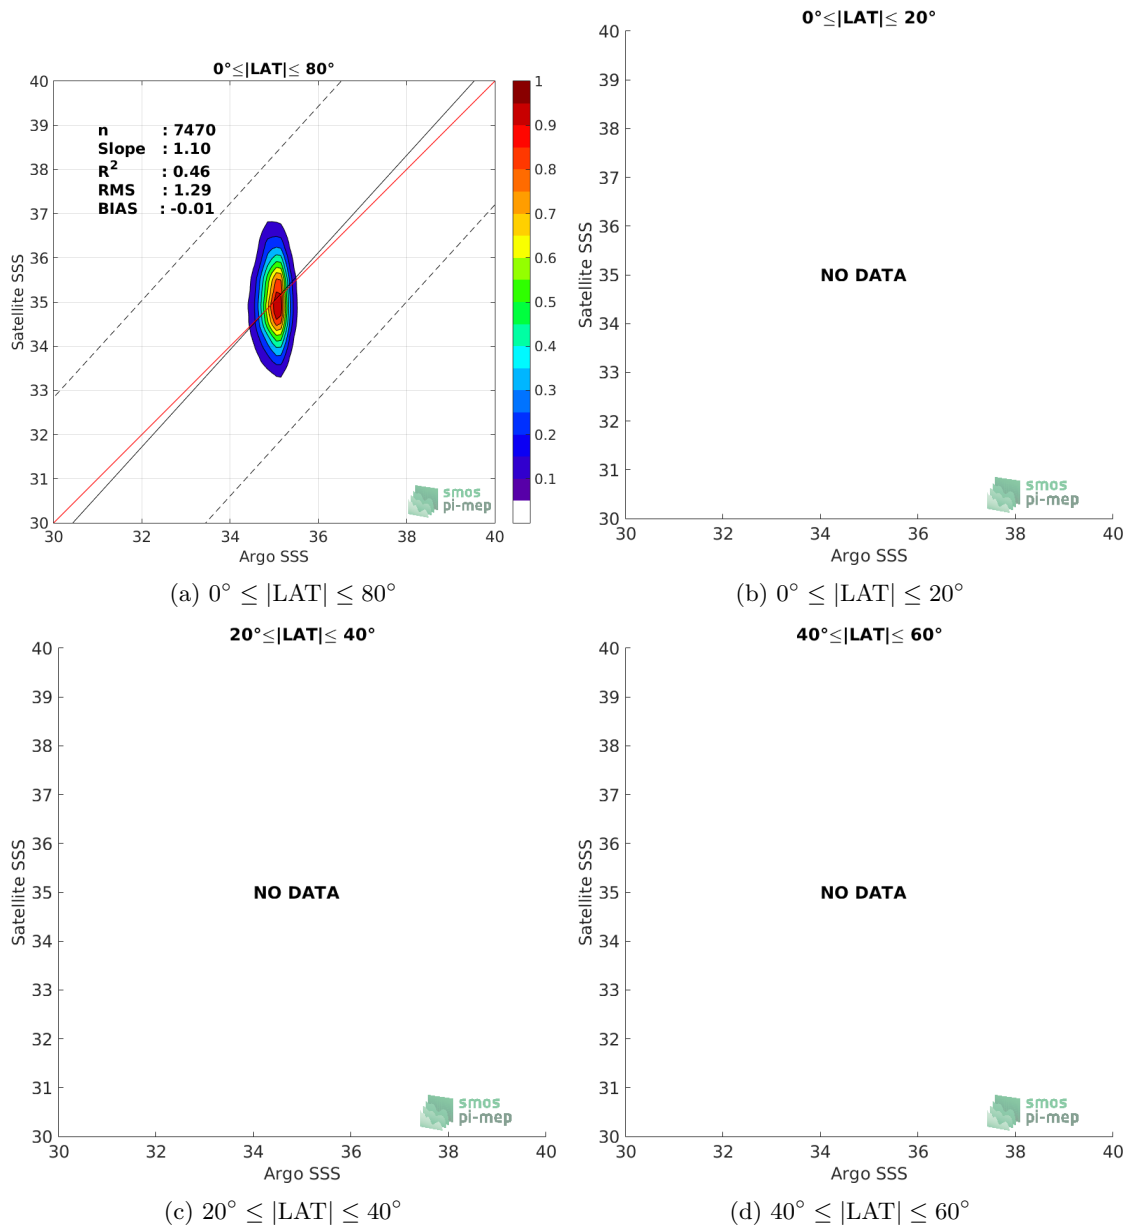 0°≤|LAT|≤ 80°
40
39
38
37
36
35
34
33
32
31
30
n : 7470
Slope : 1.10
R² : 0.46
RMS : 1.29
BIAS : -0.01
1
0.9
0.8
0.7
0.6
0.5
0.4
0.3
0.2
0.1
Satellite SSS
smos
pi-mep
30 32 34 36 38 40
Argo SSS
(a) 0° ≤ |LAT| ≤ 80°
0°≤|LAT|≤ 20°
40
39
38
37
36
35
34
33
32
31
30
Satellite SSS
NO DATA
smos
pi-mep
30 32 34 36 38 40
Argo SSS
(b) 0° ≤ |LAT| ≤ 20°
20°≤|LAT|≤ 40°
40
39
38
37
36
35
34
33
32
31
30
Satellite SSS
NO DATA
smos
pi-mep
30 32 34 36 38 40
Argo SSS
(c) 20° ≤ |LAT| ≤ 40°
40°≤|LAT|≤ 60°
40
39
38
37
36
35
34
33
32
31
30
Satellite SSS
NO DATA
smos
pi-mep
30 32 34 36 38 40
Argo SSS
(d) 40° ≤ |LAT| ≤ 60°